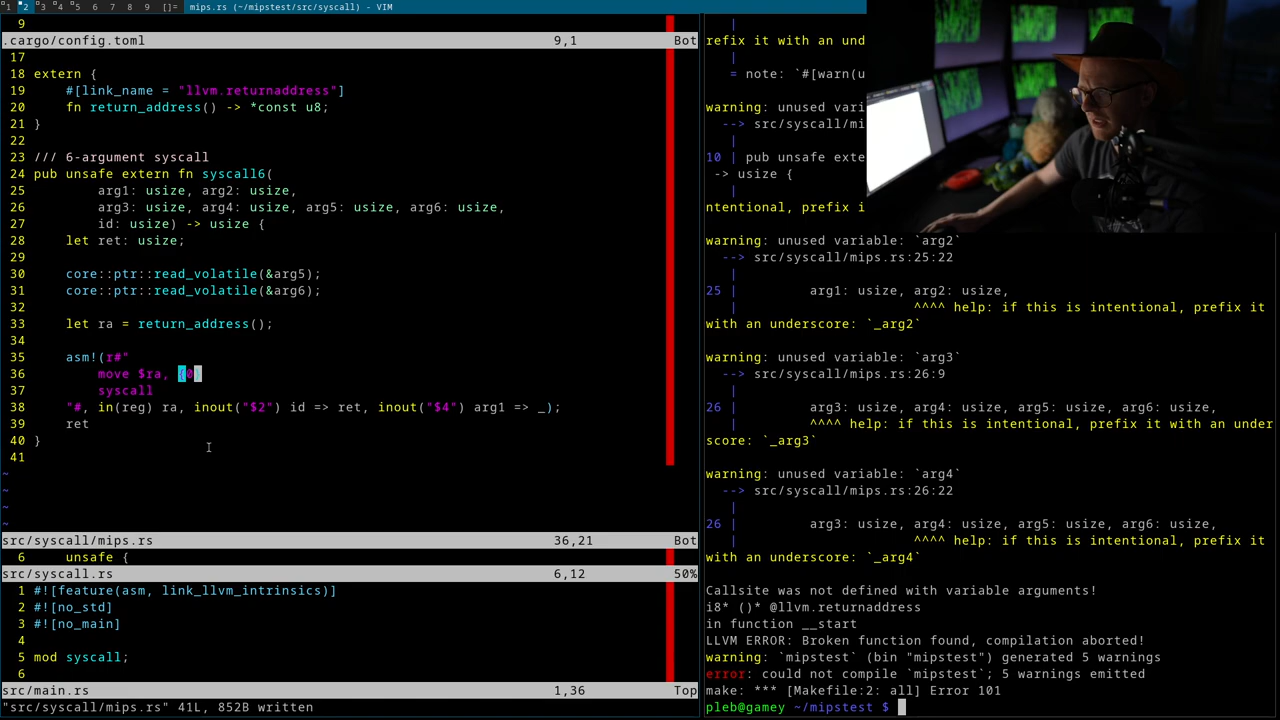 1 2 3 4 5 6 7 8 9 []= mips.rs (~/mipstest/src/syscall) - VIM
9
.cargo/config.toml 9,1 Bot
17
18 extern {
19 #[link_name = "llvm.returnaddress"]
20 fn return_address() -> *const u8;
21 }
22
23 /// 6-argument syscall
24 pub unsafe extern fn syscall6(
25 arg1: usize, arg2: usize,
26 arg3: usize, arg4: usize, arg5: usize, arg6: usize,
27 id: usize) -> usize {
28 let ret: usize;
29
30 core::ptr::read_volatile(&arg5);
31 core::ptr::read_volatile(&arg6);
32
33 let ra = return_address();
34
35 asm!(r#"
36 move $ra, {0}
37 syscall
38 "#, in(reg) ra, inout("$2") id => ret, inout("$4") arg1 => _);
39 ret
40 }
41
~
~
~
~
src/syscall/mips.rs 36,21 Bot
6 unsafe {
src/syscall.rs 6,12 50%
1 #![feature(asm, link_llvm_intrinsics)]
2 #![no_std]
3 #![no_main]
4
5 mod syscall;
6
src/main.rs 1,36 Top
"src/syscall/mips.rs" 41L, 852B written
|
refix it with an und
|
= note: `#[warn(u
warning: unused vari
--> src/syscall/mi
|
10 | pub unsafe exte
-> usize {
|
ntentional, prefix i
warning: unused variable: `arg2`
--> src/syscall/mips.rs:25:22
|
25 | arg1: usize, arg2: usize,
| ^^^^ help: if this is intentional, prefix it
with an underscore: `_arg2`
warning: unused variable: `arg3`
--> src/syscall/mips.rs:26:9
|
26 | arg3: usize, arg4: usize, arg5: usize, arg6: usize,
| ^^^^ help: if this is intentional, prefix it with an under
score: `_arg3`
warning: unused variable: `arg4`
--> src/syscall/mips.rs:26:22
|
26 | arg3: usize, arg4: usize, arg5: usize, arg6: usize,
| ^^^^ help: if this is intentional, prefix it
with an underscore: `_arg4`
Callsite was not defined with variable arguments!
i8* ()* @llvm.returnaddress
in function __start
LLVM ERROR: Broken function found, compilation aborted!
warning: `mipstest` (bin "mipstest") generated 5 warnings
error: could not compile `mipstest`; 5 warnings emitted
make: *** [Makefile:2: all] Error 101
pleb@gamey ~/mipstest $